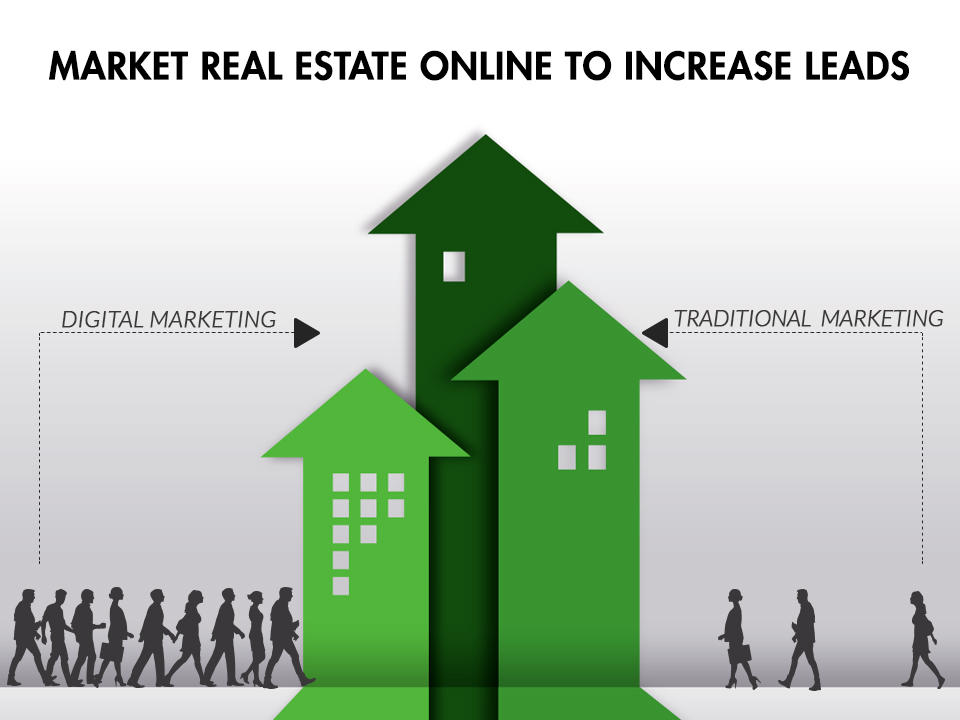 MARKET REAL ESTATE ONLINE TO INCREASE LEADS
DIGITAL MARKETING
TRADITIONAL MARKETING